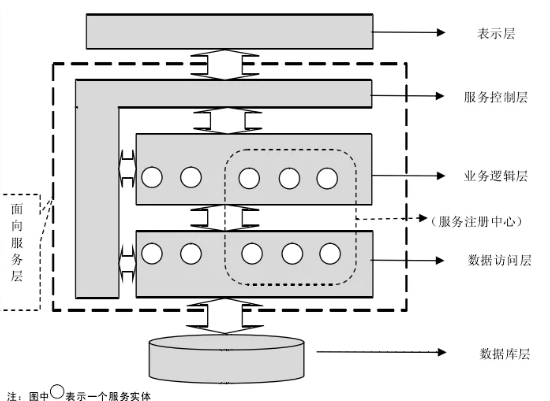 表示层
服务控制层
业务逻辑层
（服务注册中心）
面向服务层
数据访问层
数据库层
注：图中○表示一个服务实体